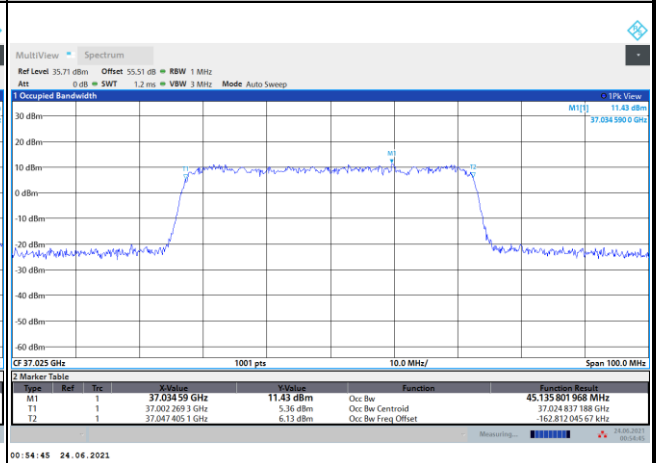 MultiView Spectrum
Ref Level 35.71 dBm Offset 55.51 dB RBW 1 MHz
Att 0 dB SWT 1.2 ms VBW 3 MHz Mode Auto Sweep
1 Occupied Bandwidth 1Pk View
M1[1] 11.43 dBm
37.034 590 0 GHz
30 dBm
20 dBm
M1
10 dBm
T1 T2
0 dBm
-10 dBm
-20 dBm
-30 dBm
-40 dBm
-50 dBm
-60 dBm
CF 37.025 GHz 1001 pts 10.0 MHz/ Span 100.0 MHz
2 Marker Table
Type Ref Trc X-Value Y-Value Function Function Result
M1 1 37.034 59 GHz 11.43 dBm Occ Bw 45.135 801 968 MHz
T1 1 37.002 269 3 GHz 5.36 dBm Occ Bw Centroid 37.024 837 188 GHz
T2 1 37.047 405 1 GHz 6.13 dBm Occ Bw Freq Offset -162.812 045 67 kHz
Measuring... 24.06.2021
00:54:45
00:54:45 24.06.2021